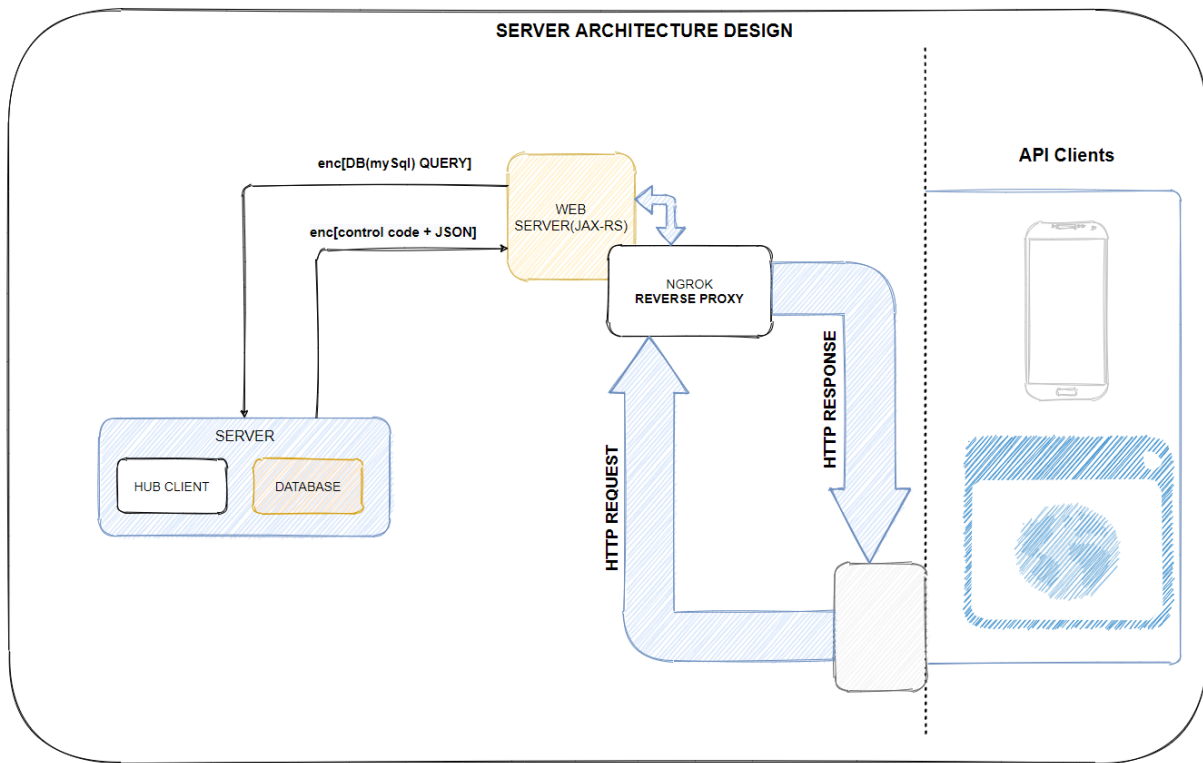 SERVER ARCHITECTURE DESIGN
API Clients
enc[DB(mySql) QUERY]
WEB
SERVER(JAX-RS)
enc[control code + JSON]
NGROK
REVERSE PROXY
HTTP RESPONSE
HTTP REQUEST
SERVER
HUB CLIENT
DATABASE